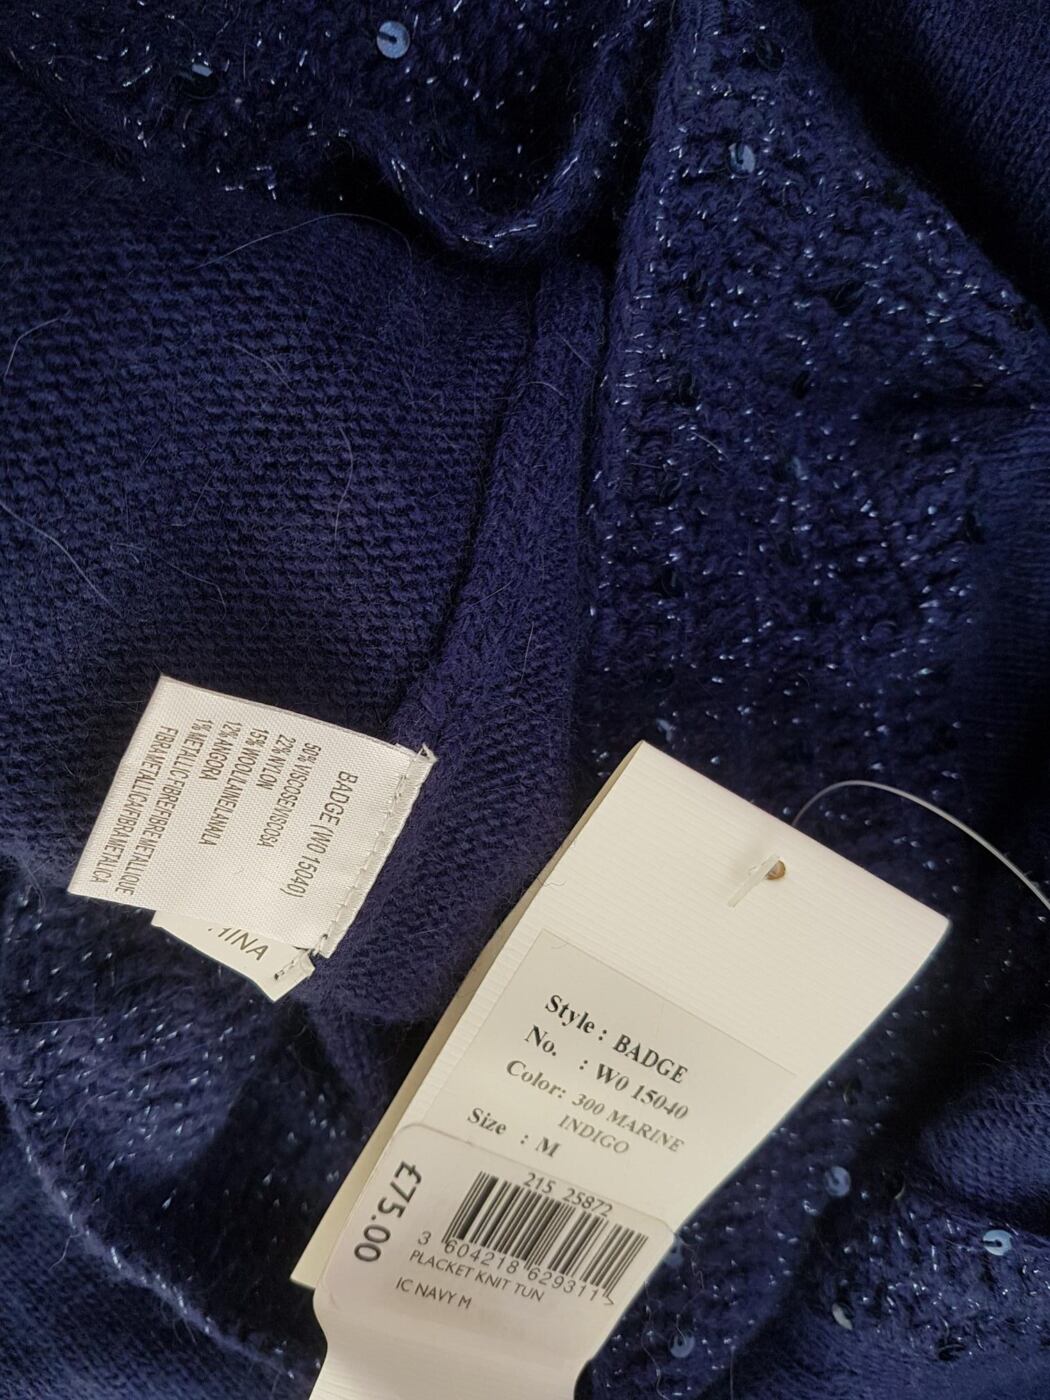 BADGE (W0 15040)
50% VISCOSE/VISCOSA
22% NYLON
15% WOOL/LAINE/LANA/LA
12% ANGORA
1% METALLIC-FIBRE/FIBRE METALLIQUE
FIBRA METALLICA/FIBRA METALICA
HINA
Style : BADGE
No. : W0 15040
Color: 300 MARINE
INDIGO
Size : M
£75.00
215 25872
3 604218 629311 >
PLACKET KNIT TUN
IC NAVY M